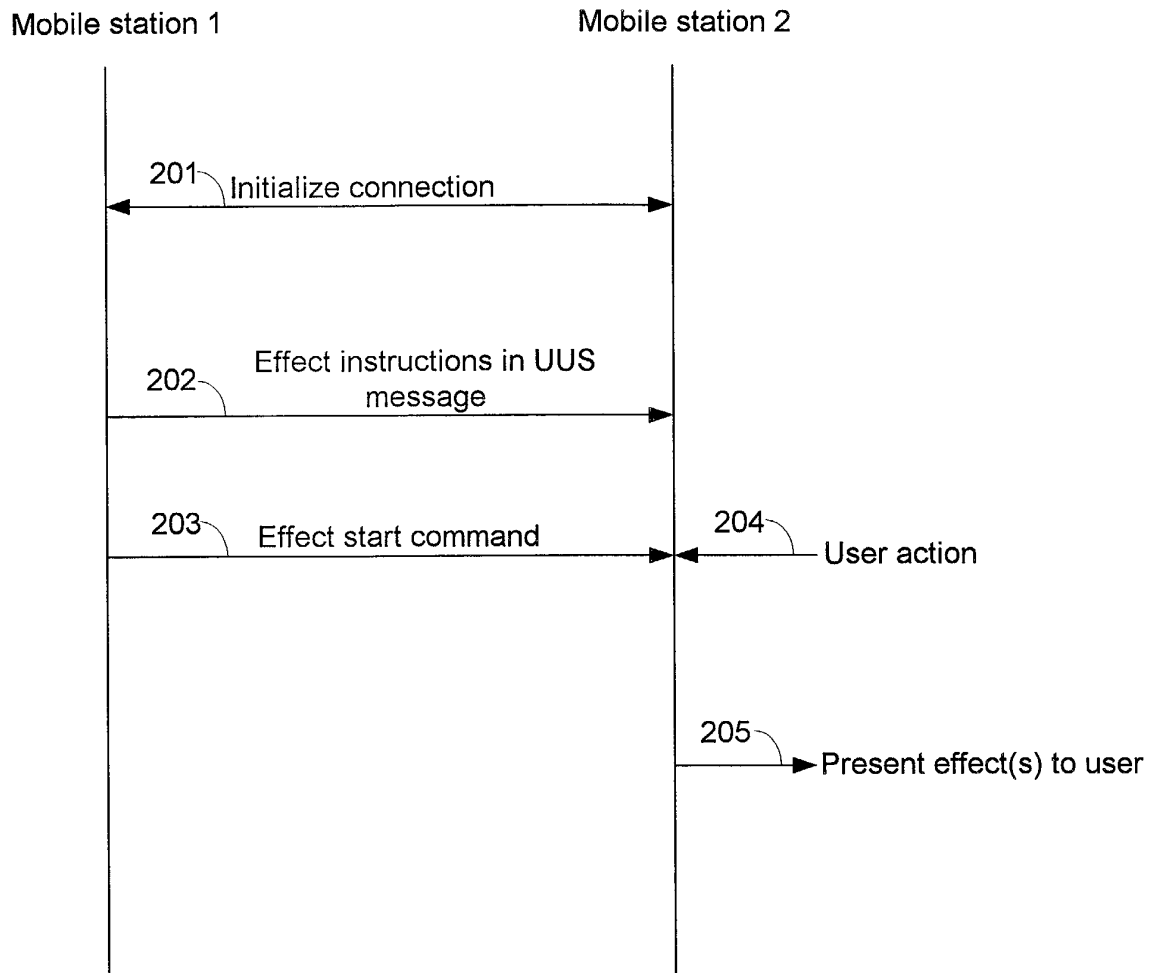 Mobile station 1
Mobile station 2
201
Initialize connection
202
Effect instructions in UUS
message
203
Effect start command
204
User action
205
Present effect(s) to user